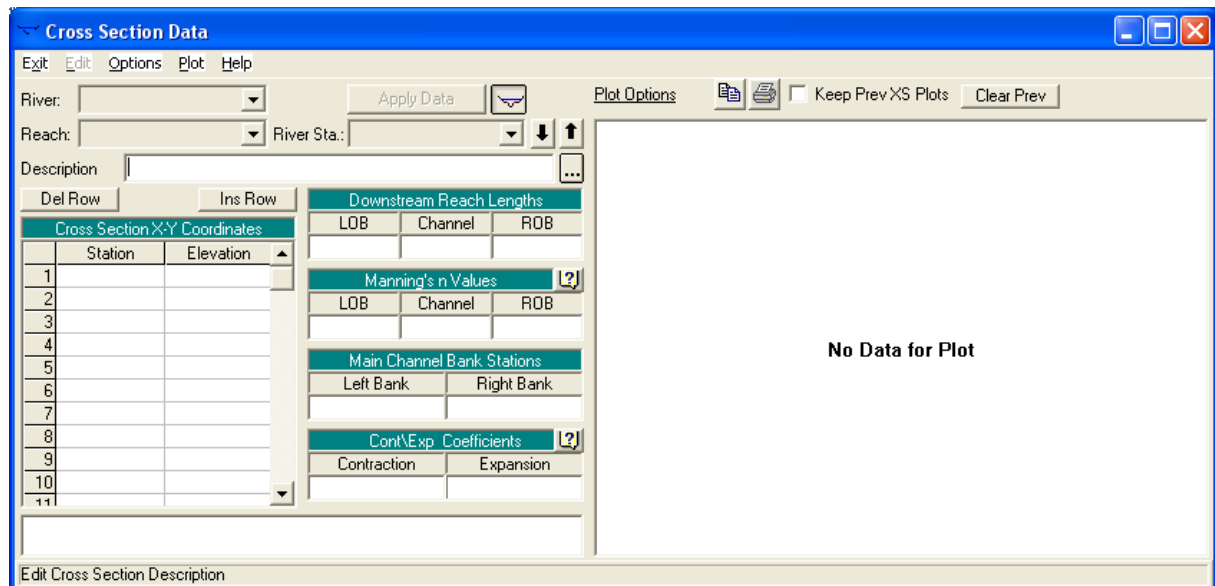 Cross Section Data
Exit Edit Options Plot Help
River: Apply Data Plot Options Keep Prev XS Plots Clear Prev
Reach: River Sta.:
Description ...
Del Row Ins Row Downstream Reach Lengths
Cross Section X-Y Coordinates LOB Channel ROB
Station Elevation
1
Manning's n Values
2
LOB Channel ROB
3
4
No Data for Plot
5
Main Channel Bank Stations
6
Left Bank Right Bank
7
8
Cont\Exp Coefficients
9
Contraction Expansion
10
11
Edit Cross Section Description